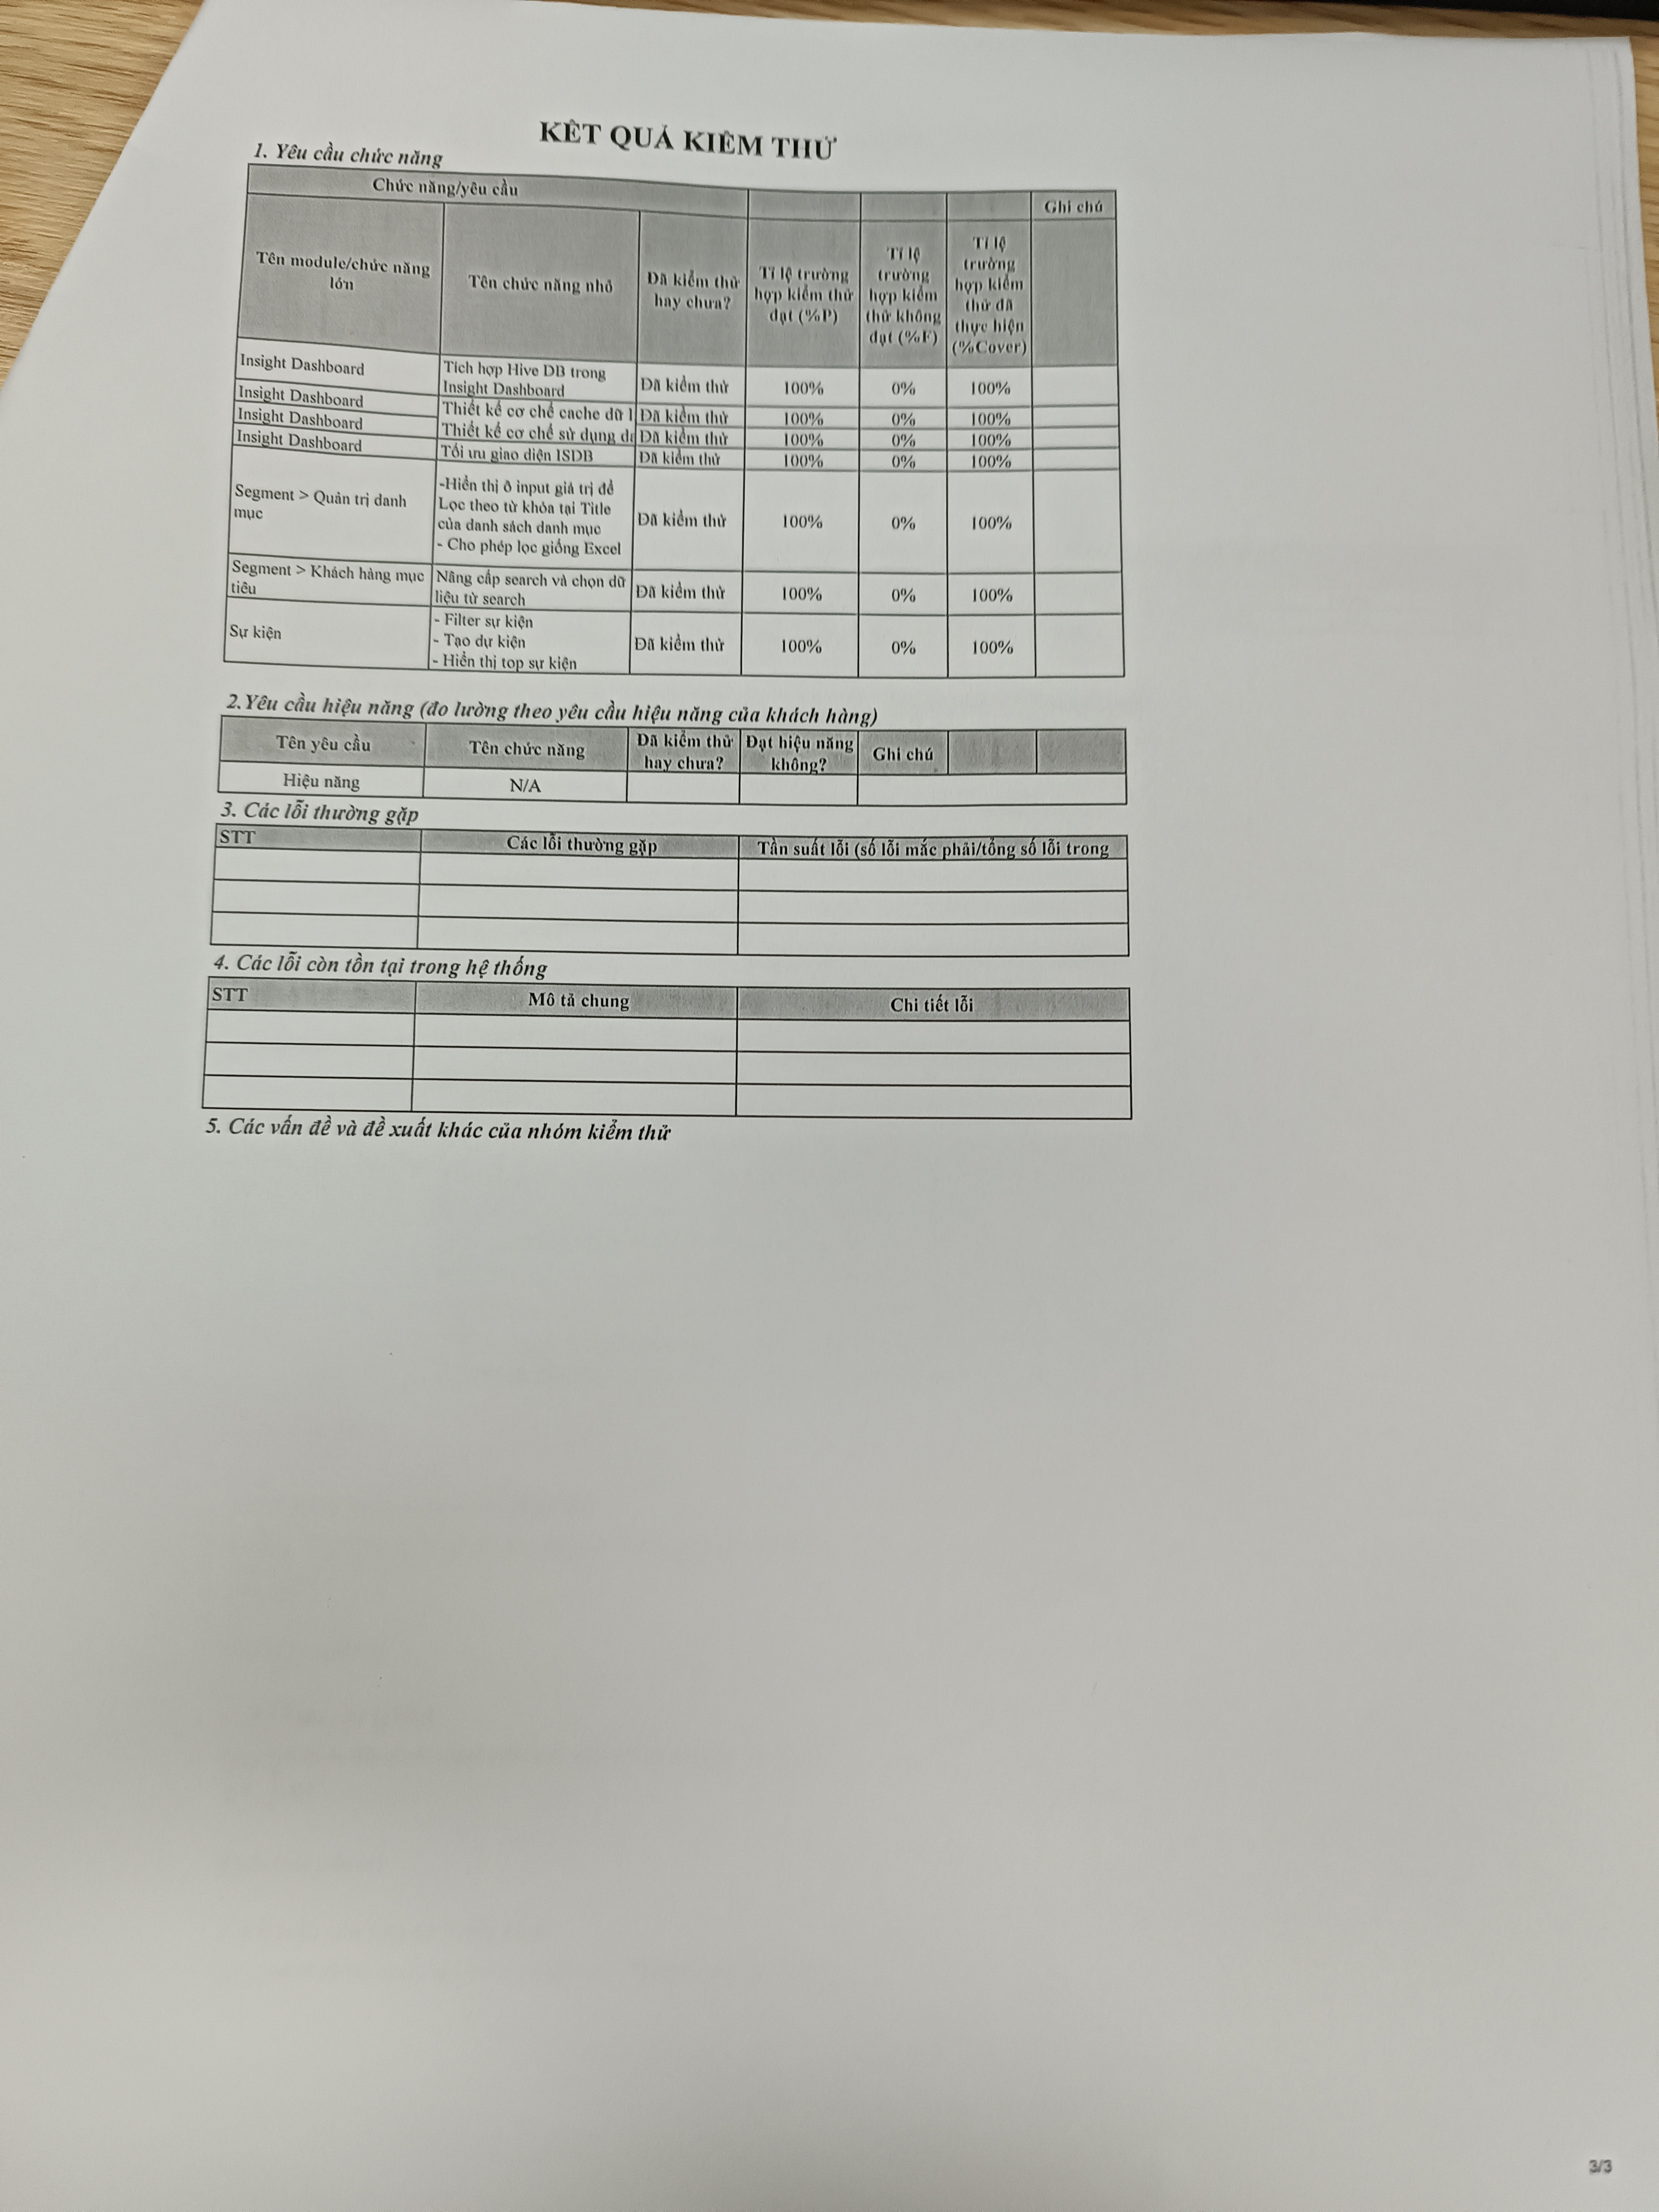 KẾT QUẢ KIỂM THỬ
1. Yêu cầu chức năng
Chức năng/yêu cầu
Ghi chú
Tên module/chức năng
lớn
Tên chức năng nhỏ
Đã kiểm thử
hay chưa?
Tỉ lệ trường
hợp kiểm thử
đạt (%P)
Tỉ lệ
trường
hợp kiểm
thử không
đạt (%F)
Tỉ lệ
trường
hợp kiểm
thử đã
thực hiện
(%Cover)
Insight Dashboard
Tích hợp Hive DB trong
Insight Dashboard
Đã kiểm thử 100% 0% 100%
Insight Dashboard
Thiết kế cơ chế cache dữ l
Đã kiểm thử 100% 0% 100%
Insight Dashboard
Thiết kế cơ chế sử dụng
Đã kiểm thử 100% 0% 100%
Insight Dashboard
Tối ưu giao diện ISDB
Đã kiểm thử 100% 0% 100%
Segment > Quản trị danh
mục
-Hiển thị ô input giá trị để
Lọc theo từ khóa tại Title
của danh sách danh mục
- Cho phép lọc giống Excel
Đã kiểm thử 100% 0% 100%
Segment > Khách hàng mục
tiêu
Nâng cấp search và chọn dữ
liệu từ search
Đã kiểm thử 100% 0% 100%
Sự kiện
- Filter sự kiện
- Tạo dự kiện
- Hiển thị top sự kiện
Đã kiểm thử 100% 0% 100%
2.Yêu cầu hiệu năng (đo lường theo yêu cầu hiệu năng của khách hàng)
Tên yêu cầu
Tên chức năng
Đã kiểm thử
hay chưa?
Đạt hiệu năng
không?
Ghi chú
Hiệu năng N/A
3. Các lỗi thường gặp
STT Các lỗi thường gặp Tần suất lỗi (số lỗi mắc phải/tổng số lỗi trong
4. Các lỗi còn tồn tại trong hệ thống
STT Mô tả chung Chi tiết lỗi
5. Các vấn đề và đề xuất khác của nhóm kiểm thử
3/3